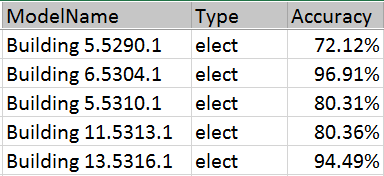 ModelName Type Accuracy
Building 5.5290.1 elect 72.12%
Building 6.5304.1 elect 96.91%
Building 5.5310.1 elect 80.31%
Building 11.5313.1 elect 80.36%
Building 13.5316.1 elect 94.49%